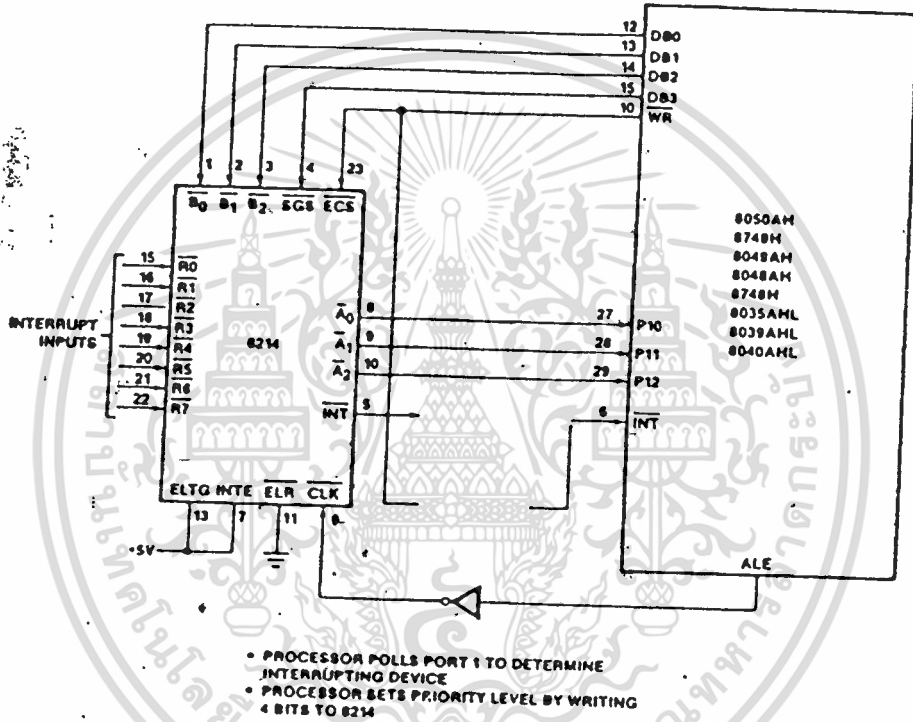 12 DB0
13 DB1
14 DB2
15 DB3
10 WR
1 2 3 4 23
B0 B1 B2 SGS ECS
8050AH
8748H
8049AH
8048AH
8748H
8035AHL
8039AHL
8040AHL
INTERRUPT
INPUTS
15 R0
16 R1
17 R2
18 R3
19 R4
20 R5
21 R6
22 R7
8214
A0 8 27 P10
A1 9 28 P11
A2 10 29 P12
INT 5 6 INT
ELTG INTE ELR CLK
13 7 11 6
+5V
ALE
• PROCESSOR POLLS PORT 1 TO DETERMINE
INTERRUPTING DEVICE
• PROCESSOR SETS PRIORITY LEVEL BY WRITING
4 BITS TO 8214